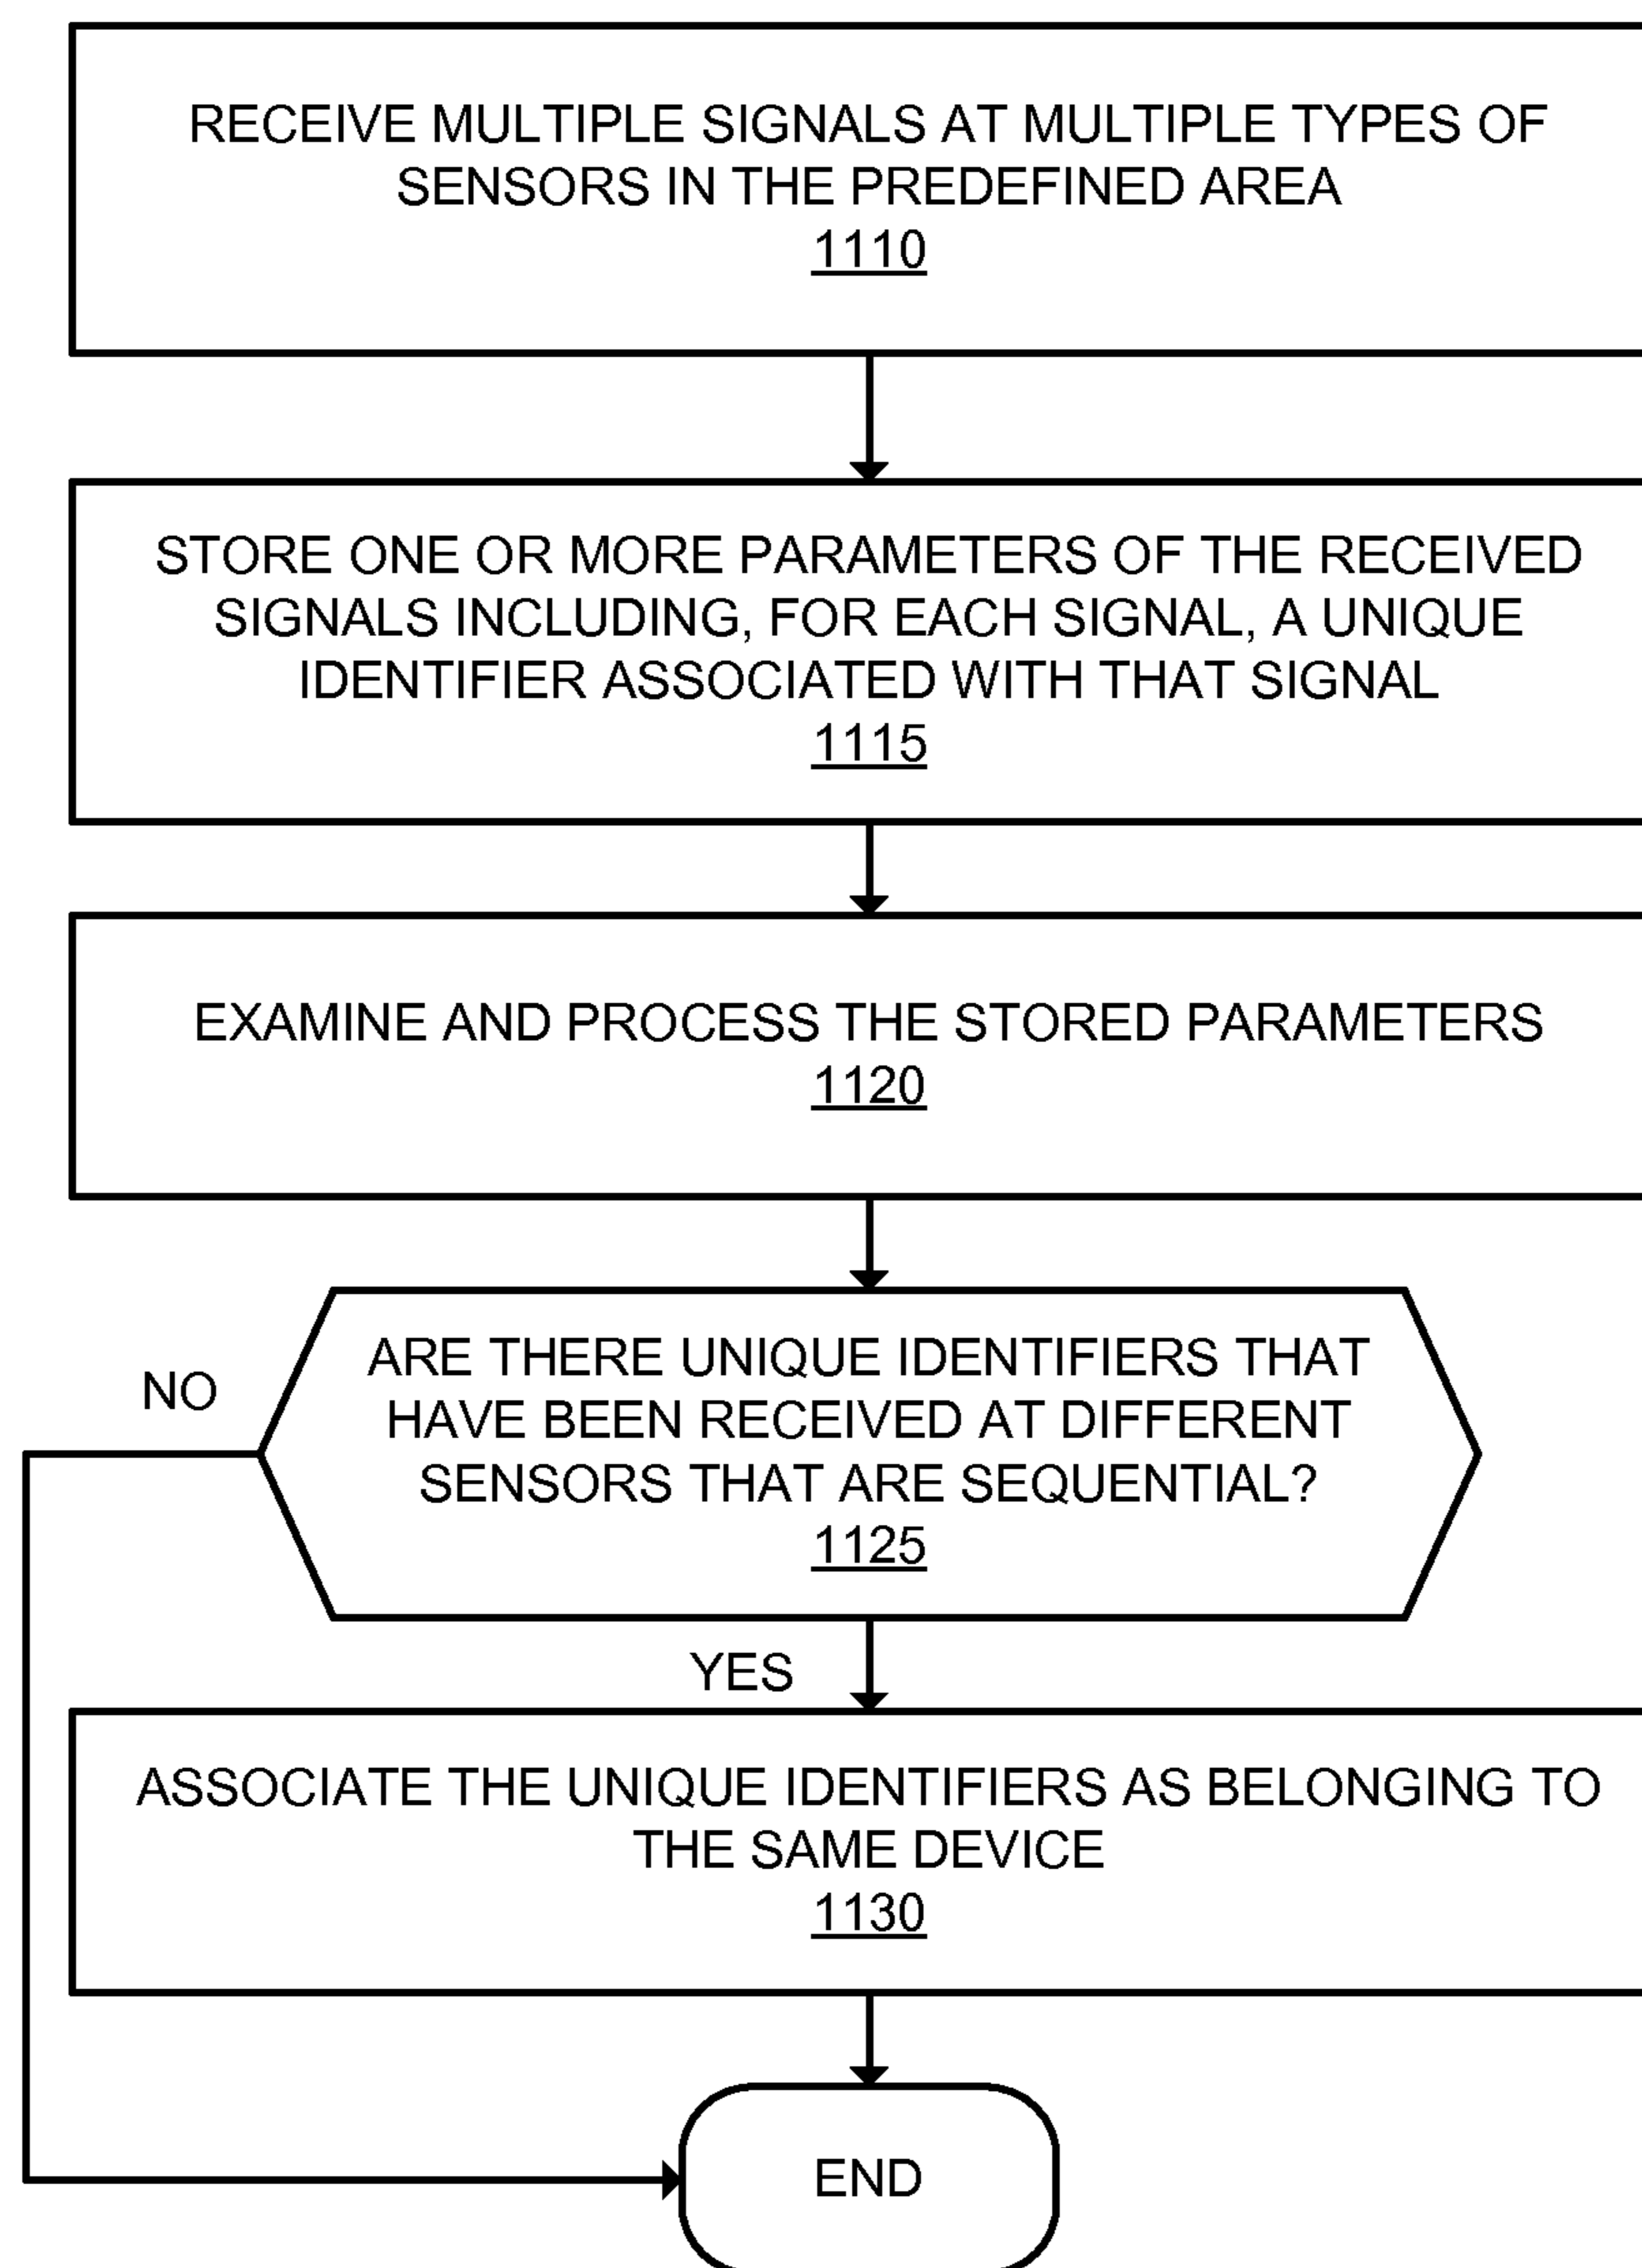 RECEIVE MULTIPLE SIGNALS AT MULTIPLE TYPES OF
SENSORS IN THE PREDEFINED AREA
1110
STORE ONE OR MORE PARAMETERS OF THE RECEIVED
SIGNALS INCLUDING, FOR EACH SIGNAL, A UNIQUE
IDENTIFIER ASSOCIATED WITH THAT SIGNAL
1115
EXAMINE AND PROCESS THE STORED PARAMETERS
1120
ARE THERE UNIQUE IDENTIFIERS THAT
HAVE BEEN RECEIVED AT DIFFERENT
SENSORS THAT ARE SEQUENTIAL?
1125
NO
YES
ASSOCIATE THE UNIQUE IDENTIFIERS AS BELONGING TO
THE SAME DEVICE
1130
END